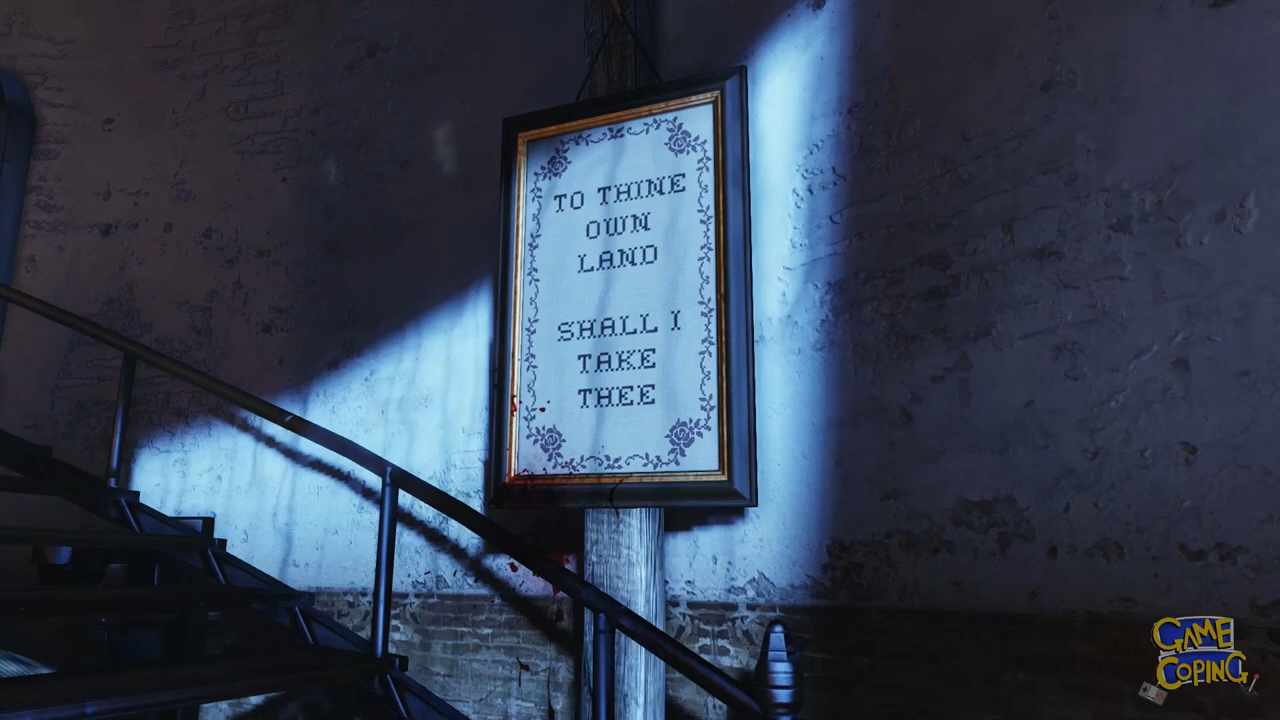 TO THINE
OWN
LAND
SHALL I
TAKE
THEE
GAME
COPING